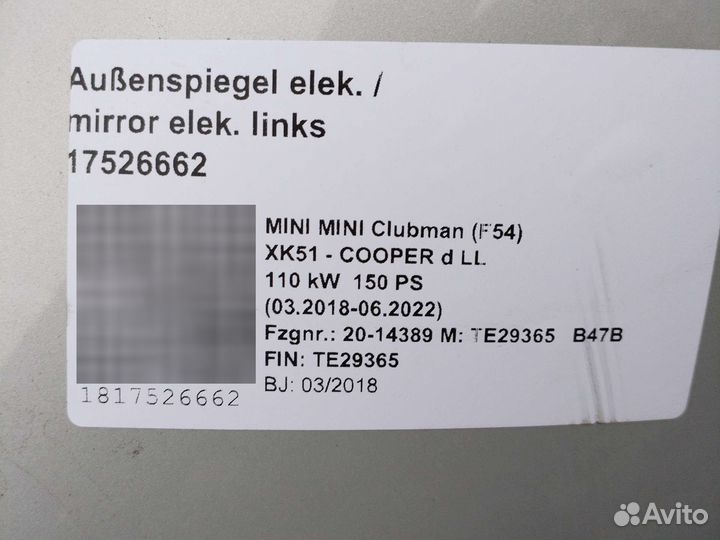 Außenspiegel elek. /
mirror elek. links
17526662
MINI MINI Clubman (F54)
XK51 - COOPER d LL
110 kW 150 PS
(03.2018-06.2022)
Fzgnr.: 20-14389 M: TE29365 B47B
FIN: TE29365
BJ: 03/2018
1817526662
Avito